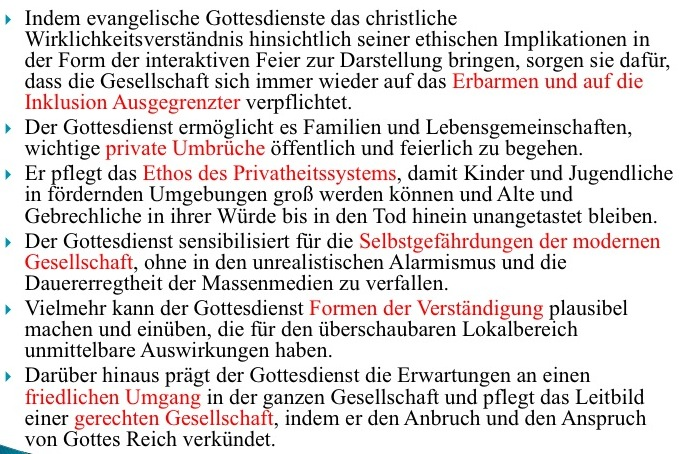 Indem evangelische Gottesdienste das christliche
Wirklichkeitsverständnis hinsichtlich seiner ethischen Implikationen in
der Form der interaktiven Feier zur Darstellung bringen, sorgen sie dafür,
dass die Gesellschaft sich immer wieder auf das Erbarmen und auf die
Inklusion Ausgegrenzter verpflichtet.
Der Gottesdienst ermöglicht es Familien und Lebensgemeinschaften,
wichtige private Umbrüche öffentlich und feierlich zu begehen.
Er pflegt das Ethos des Privatheitssystems, damit Kinder und Jugendliche
in fördernden Umgebungen groß werden können und Alte und
Gebrechliche in ihrer Würde bis in den Tod hinein unangetastet bleiben.
Der Gottesdienst sensibilisiert für die Selbstgefährdungen der modernen
Gesellschaft, ohne in den unrealistischen Alarmismus und die
Dauererregtheit der Massenmedien zu verfallen.
Vielmehr kann der Gottesdienst Formen der Verständigung plausibel
machen und einüben, die für den überschaubaren Lokalbereich
unmittelbare Auswirkungen haben.
Darüber hinaus prägt der Gottesdienst die Erwartungen an einen
friedlichen Umgang in der ganzen Gesellschaft und pflegt das Leitbild
einer gerechten Gesellschaft, indem er den Anbruch und den Anspruch
von Gottes Reich verkündet.